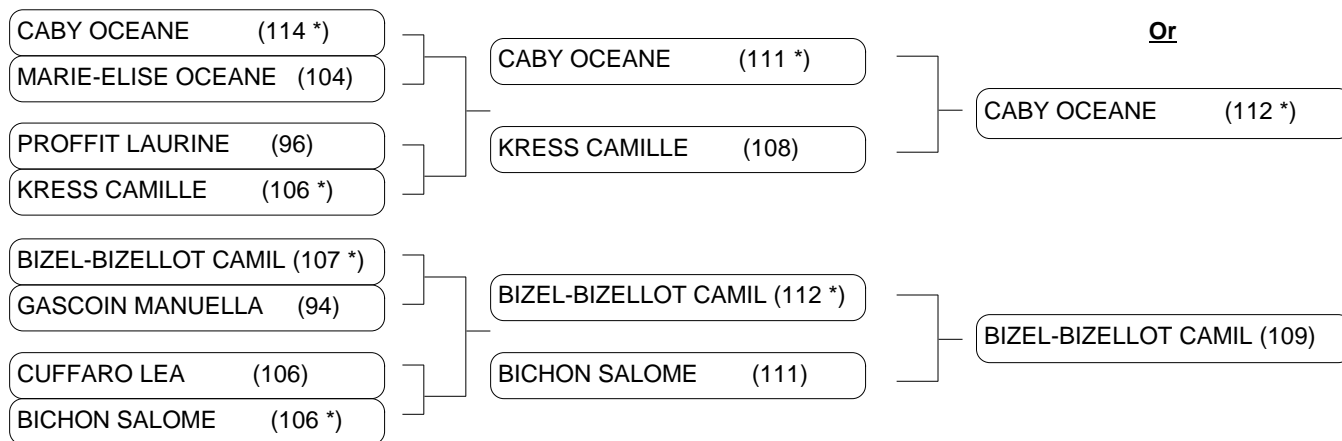 CABY OCEANE (114 *)
MARIE-ELISE OCEANE (104)
PROFFIT LAURINE (96)
KRESS CAMILLE (106 *)
BIZEL-BIZELLOT CAMIL (107 *)
GASCOIN MANUELLA (94)
CUFFARO LEA (106)
BICHON SALOME (106 *)
CABY OCEANE (111 *)
KRESS CAMILLE (108)
BIZEL-BIZELLOT CAMIL (112 *)
BICHON SALOME (111)
Or
CABY OCEANE (112 *)
BIZEL-BIZELLOT CAMIL (109)